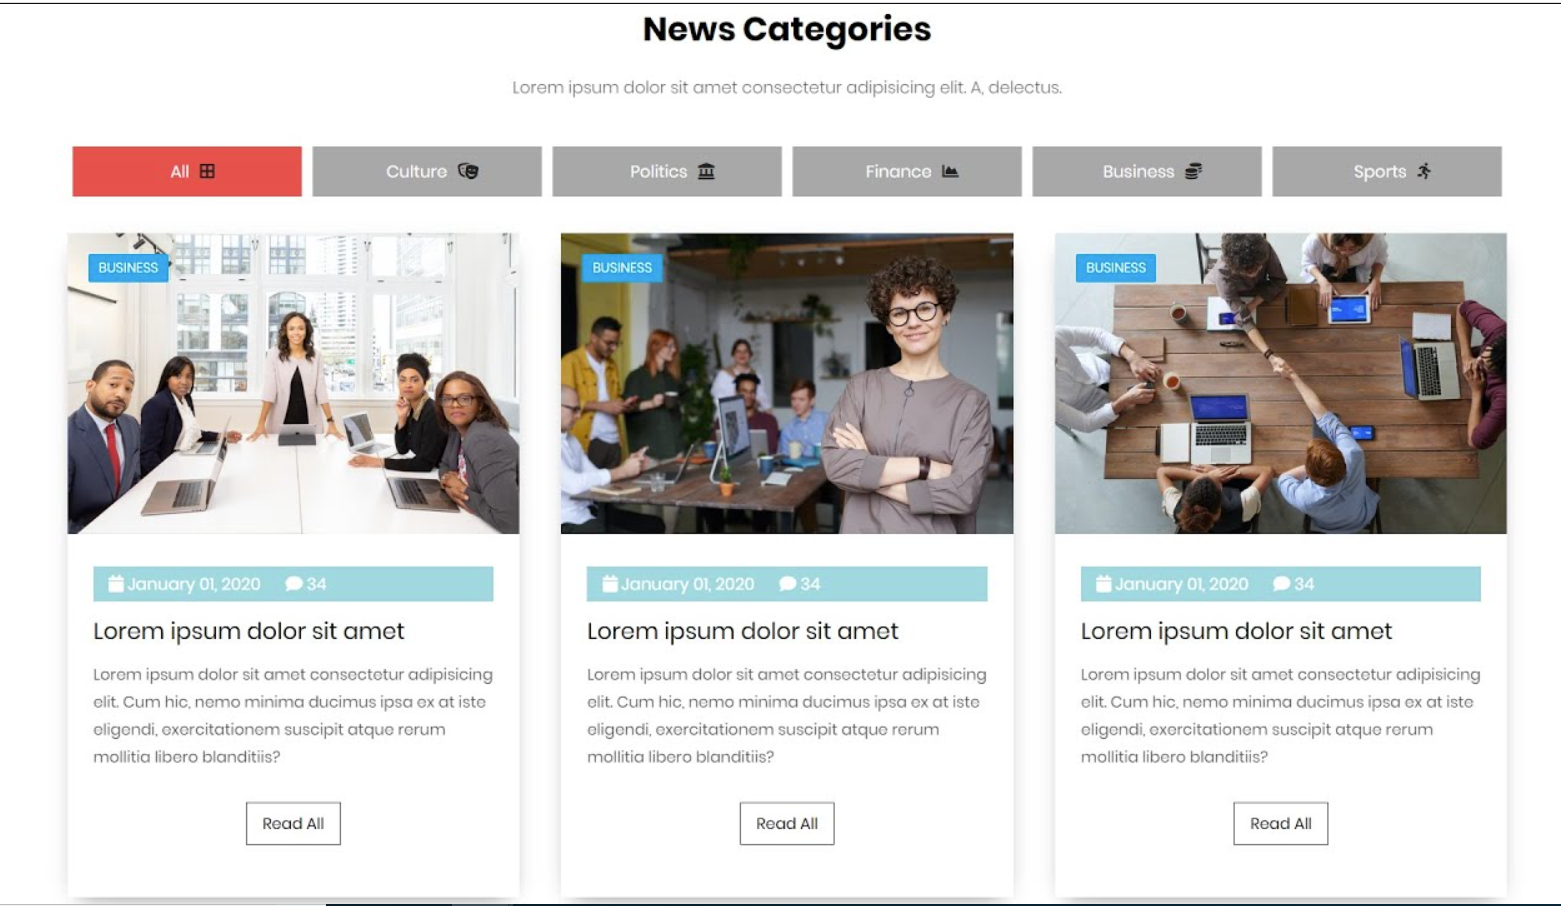 News Categories
Lorem ipsum dolor sit amet consectetur adipisicing elit. A, delectus.
All
Culture
Politics
Finance
Business
Sports
BUSINESS
January 01, 2020 34
Lorem ipsum dolor sit amet
Lorem ipsum dolor sit amet consectetur adipisicing
elit. Cum hic, nemo minima ducimus ipsa ex at iste
eligendi, exercitationem suscipit atque rerum
mollitia libero blanditiis?
Read All
BUSINESS
January 01, 2020 34
Lorem ipsum dolor sit amet
Lorem ipsum dolor sit amet consectetur adipisicing
elit. Cum hic, nemo minima ducimus ipsa ex at iste
eligendi, exercitationem suscipit atque rerum
mollitia libero blanditiis?
Read All
BUSINESS
January 01, 2020 34
Lorem ipsum dolor sit amet
Lorem ipsum dolor sit amet consectetur adipisicing
elit. Cum hic, nemo minima ducimus ipsa ex at iste
eligendi, exercitationem suscipit atque rerum
mollitia libero blanditiis?
Read All